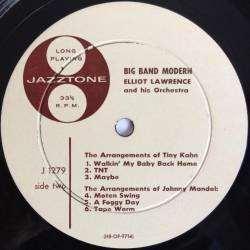 LONG
PLAYING
JAZZTONE
33⅓
R.P.M.
BIG BAND MODERN
ELLIOT LAWRENCE
and his Orchestra
J 1279
side two
The Arrangements of Tiny Kahn
1. Walkin' My Baby Back Home
2. TNT
3. Maybe
The Arrangements of Johnny Mandel:
4. Moten Swing
5. A Foggy Day
6. Tape Worm